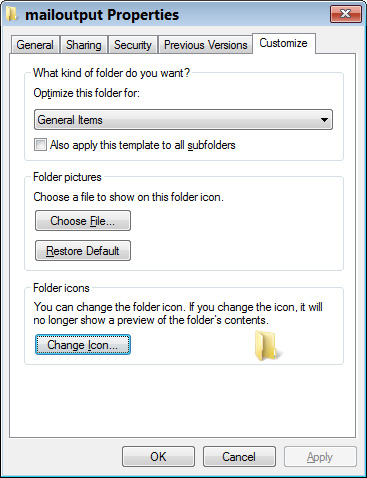 mailoutput Properties
General Sharing Security Previous Versions Customize
What kind of folder do you want?
Optimize this folder for:
General Items
Also apply this template to all subfolders
Folder pictures
Choose a file to show on this folder icon.
Choose File...
Restore Default
Folder icons
You can change the folder icon. If you change the icon, it will
no longer show a preview of the folder's contents.
Change Icon...
OK Cancel Apply